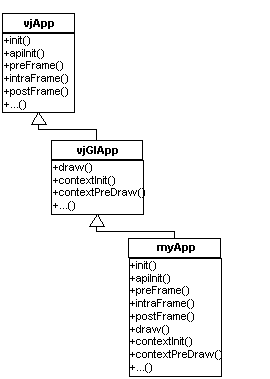 vjApp
+init()
+apiInit()
+preFrame()
+intraFrame()
+postFrame()
+...()
vjGlApp
+draw()
+contextInit()
+contextPreDraw()
+...()
myApp
+init()
+apiInit()
+preFrame()
+intraFrame()
+postFrame()
+draw()
+contextInit()
+contextPreDraw()
+...()